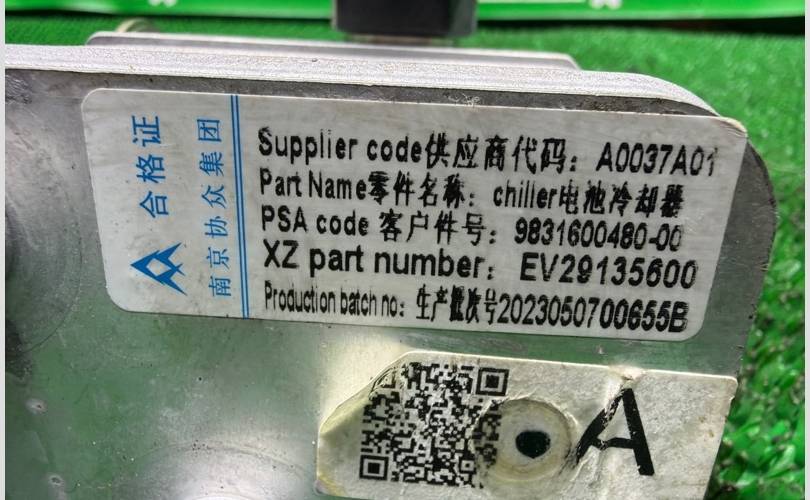 合格证
南京协众集团
Supplier code供应商代码：A0037A01
Part Name零件名称：chiller电池冷却器
PSA code 客户件号：9831600480-00
XZ part number：EV29135600
Production batch no：生产批次号2023050700655B
A